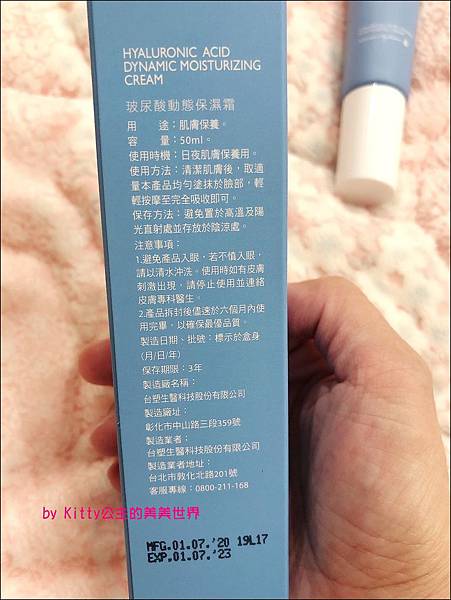 HYALURONIC ACID
DYNAMIC MOISTURIZING
CREAM
玻尿酸動態保濕霜
用　　途：肌膚保養。
容　　量：50ml。
使用時機：日夜肌膚保養用。
使用方法：清潔肌膚後，取適
量本產品均勻塗抹於臉部，輕
輕按摩至完全吸收即可。
保存方法：避免置於高溫及陽
光直射處並存放於陰涼處。
注意事項：
1.避免產品入眼，若不慎入眼，
請以清水沖洗。使用時如有皮膚
刺激出現，請停止使用並連絡
皮膚專科醫生。
2.產品拆封後儘速於六個月內使
用完畢，以確保最優品質。
製造日期、批號：標示於盒身
(月/日/年)
保存期限：3年
製造廠名稱：
台塑生醫科技股份有限公司
製造廠址：
彰化市中山路三段359號
製造業者：
台塑生醫科技股份有限公司
製造業者地址：
台北市敦化北路201號
客服專線：0800-211-168
by Kitty公主的美美世界
MFG.01.07.'20 19L17
EXP.01.07.'23